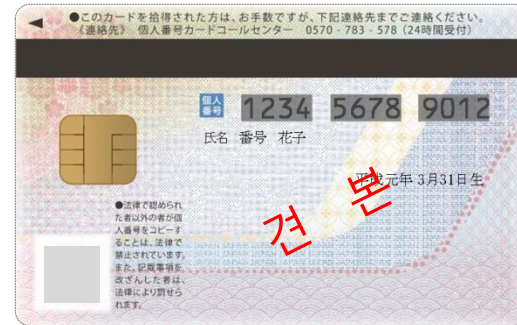 ◀ ●このカードを拾得された方は、お手数ですが、下記連絡先までご連絡ください。
《連絡先》 個人番号カードコールセンター 0570-783-578 (24時間受付)
個人番号 1234 5678 9012
氏名 番号 花子
平成元年 3月31日生
견본
●法律で認められ
た者以外の者が個
人番号をコピーす
ることは、法律で
禁止されています。
また、記載事項を
改ざんした者は、
法律により罰せら
れます。